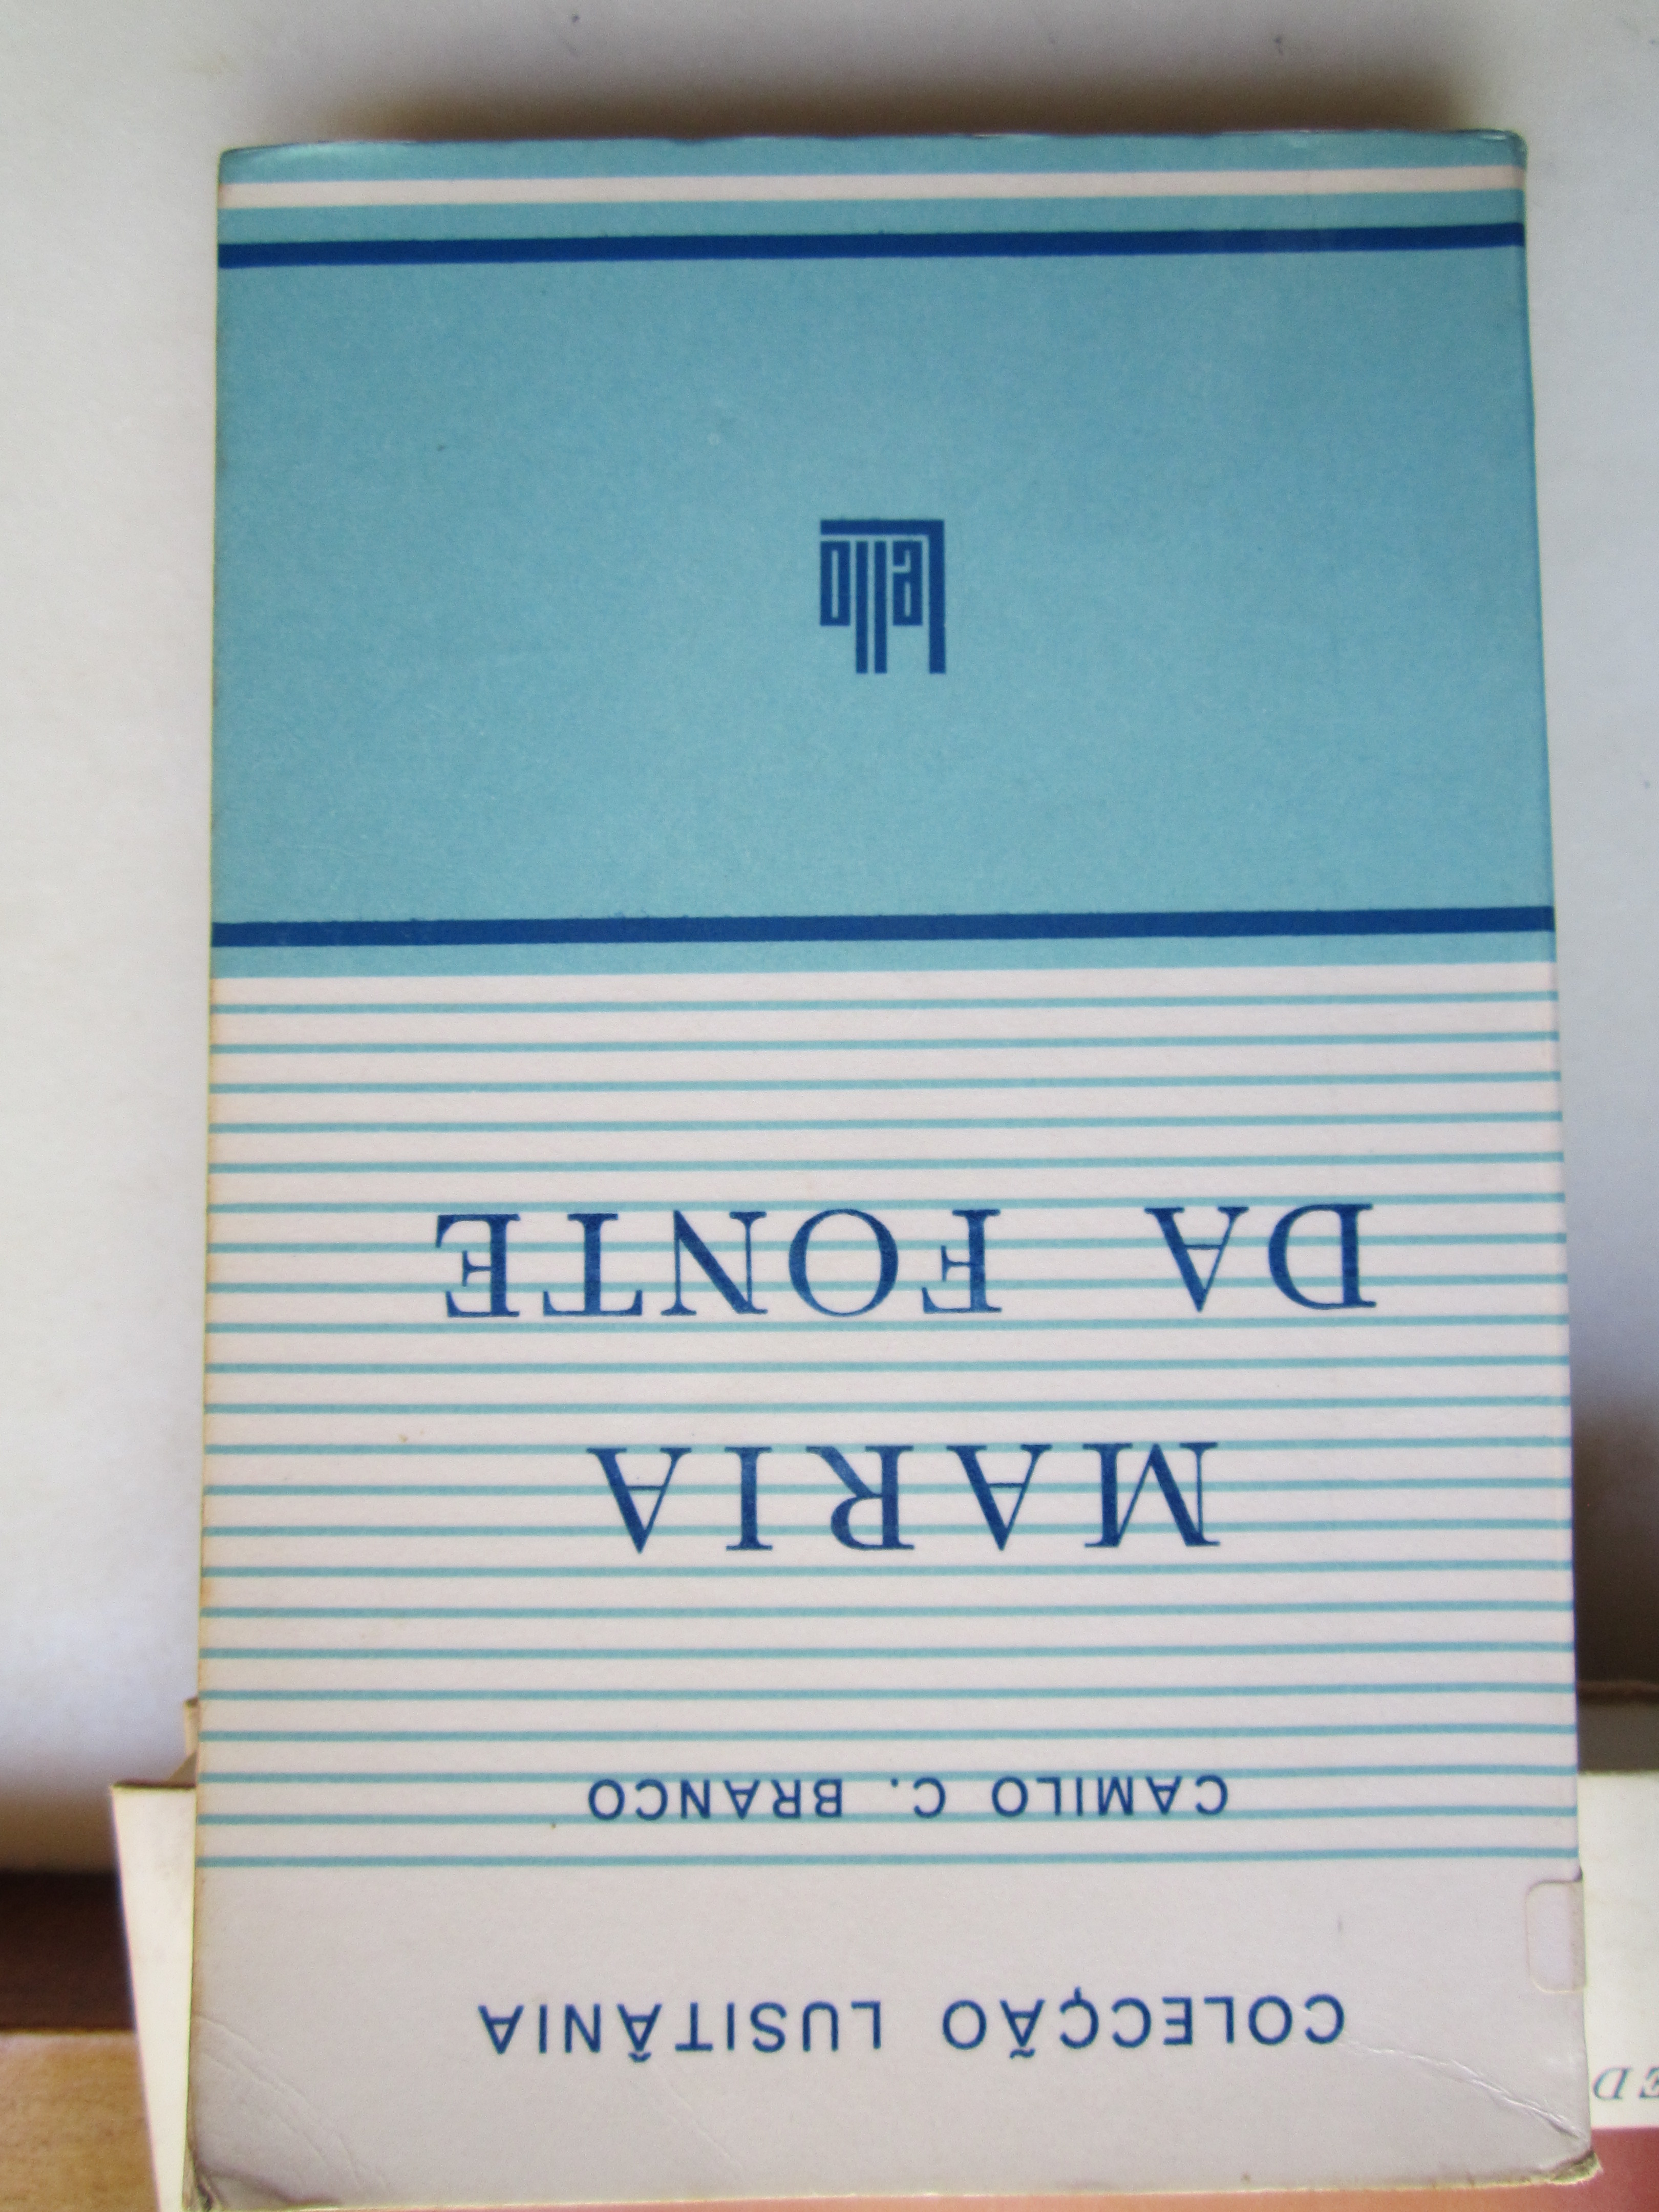 COLECÇÃO LUSITÂNIA
CAMILO C. BRANCO
MARIA
DA FONTE
Lello